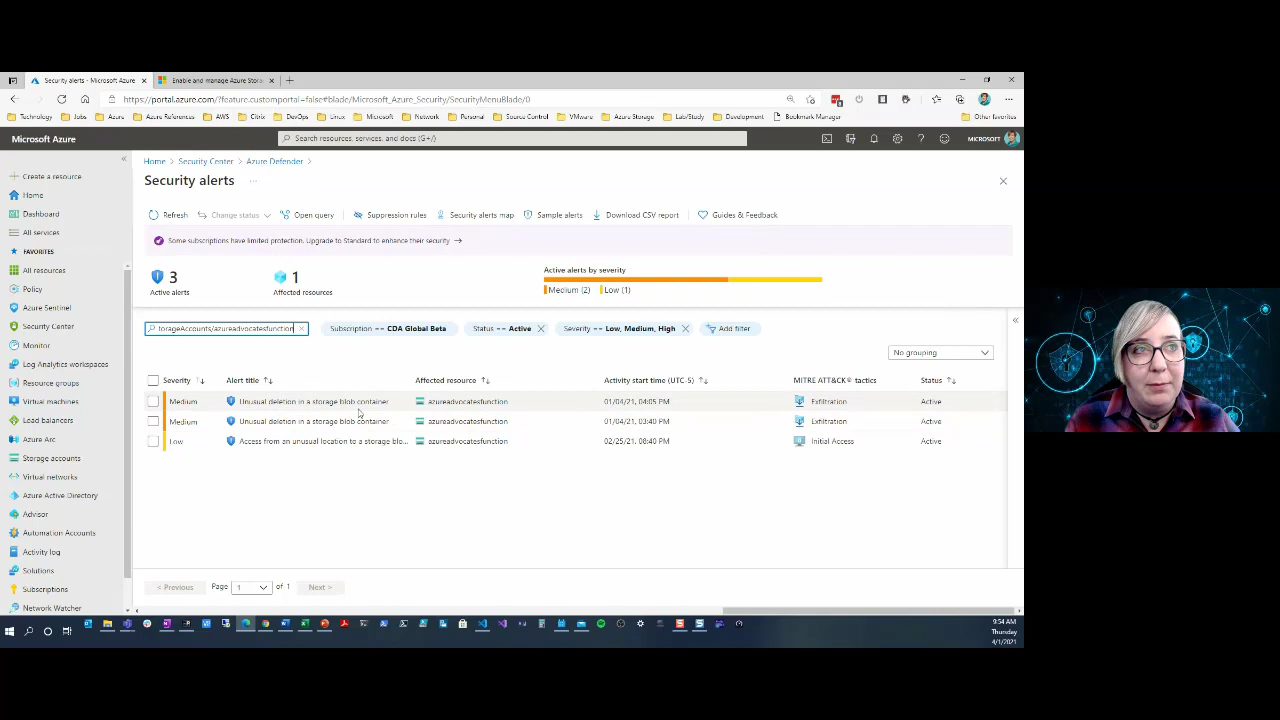 Security alerts - Microsoft Azure
Enable and manage Azure Stora
https://portal.azure.com/?feature.customportal=false#blade/Microsoft_Azure_Security/SecurityMenuBlade/0
Technology Jobs Azure Azure References AWS Citrix DevOps Linux Microsoft Network Personal Source Control VMware Azure Storage Lab/Study Development Bookmark Manager Other favorites
Microsoft Azure
Search resources, services, and docs (G+/)
MICROSOFT
Create a resource
Home
Dashboard
All services
FAVORITES
All resources
Policy
Azure Sentinel
Security Center
Monitor
Log Analytics workspaces
Resource groups
Virtual machines
Load balancers
Azure Arc
Storage accounts
Virtual networks
Azure Active Directory
Advisor
Automation Accounts
Activity log
Solutions
Subscriptions
Network Watcher
Home > Security Center > Azure Defender >
Security alerts ...
Refresh Change status Open query Suppression rules Security alerts map Sample alerts Download CSV report Guides & Feedback
Some subscriptions have limited protection. Upgrade to Standard to enhance their security →
3
Active alerts
1
Affected resources
Active alerts by severity
Medium (2) Low (1)
torageAccounts/azureadvocatesfunction
Subscription == CDA Global Beta
Status == Active
Severity == Low, Medium, High
Add filter
No grouping
Severity Alert title Affected resource Activity start time (UTC-5) MITRE ATT&CK® tactics Status
Medium Unusual deletion in a storage blob container azureadvocatesfunction 01/04/21, 04:05 PM Exfiltration Active
Medium Unusual deletion in a storage blob container azureadvocatesfunction 01/04/21, 03:40 PM Exfiltration Active
Low Access from an unusual location to a storage blo... azureadvocatesfunction 02/25/21, 08:40 PM Initial Access Active
< Previous Page 1 of 1 Next >
9:54 AM
Thursday
4/1/2021